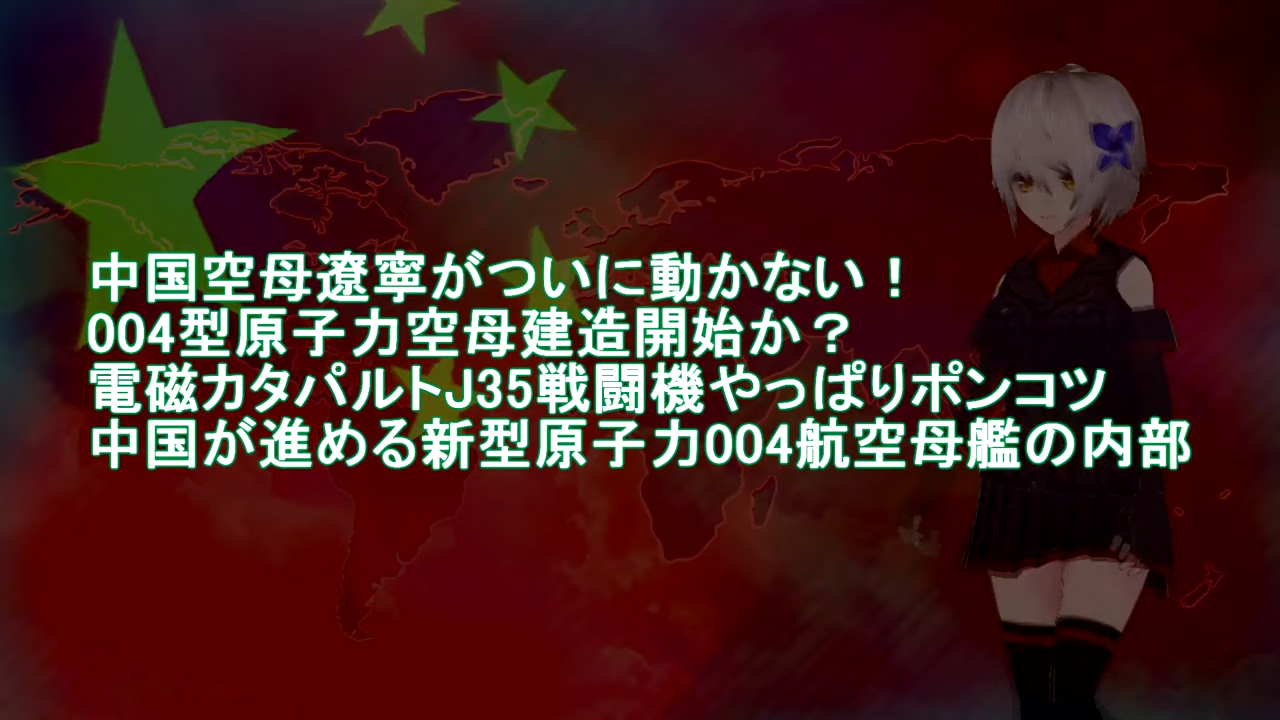 中国空母遼寧がついに動かない！
004型原子力空母建造開始か？
電磁カタパルトJ35戦闘機やっぱりポンコツ
中国が進める新型原子力004航空母艦の内部